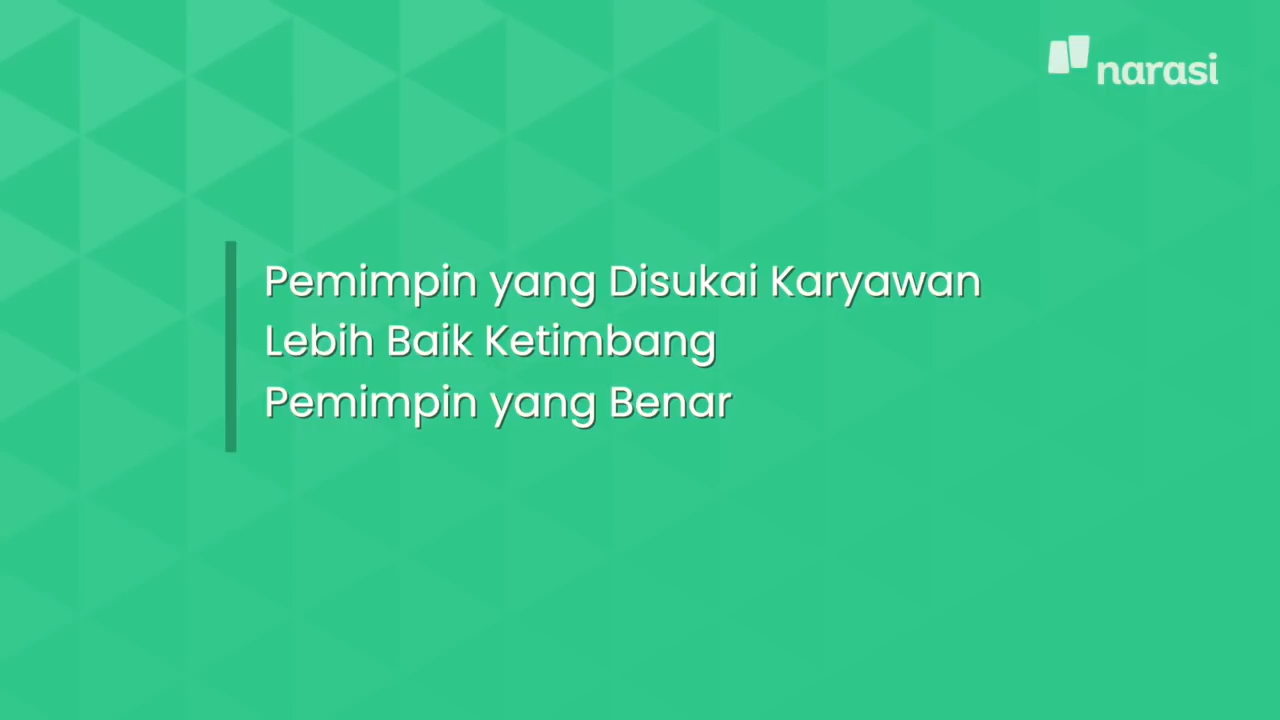 narasi
Pemimpin yang Disukai Karyawan
Lebih Baik Ketimbang
Pemimpin yang Benar